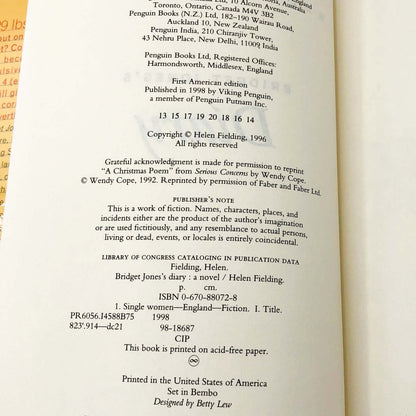 Toronto, Ontario, Canada M4V 3B2
Penguin Books (N.Z.) Ltd, 182–190 Wairau Road,
Auckland 10, New Zealand
Penguin India, 210 Chiranjiv Tower,
43 Nehru Place, New Delhi, 11009 India
Penguin Books Ltd, Registered Offices:
Harmondsworth, Middlesex, England
First American edition
Published in 1998 by Viking Penguin,
a member of Penguin Putnam Inc.
13 15 17 19 20 18 16 14
Copyright © Helen Fielding, 1996
All rights reserved
Grateful acknowledgment is made for permission to reprint
"A Christmas Poem" from Serious Concerns by Wendy Cope.
© Wendy Cope, 1992. Reprinted by permission of Faber and Faber Ltd.
PUBLISHER'S NOTE
This is a work of fiction. Names, characters, places, and
incidents either are the product of the author's imagination
or are used fictitiously, and any resemblance to actual persons,
living or dead, events, or locales is entirely coincidental.
LIBRARY OF CONGRESS CATALOGING IN PUBLICATION DATA
Fielding, Helen.
Bridget Jones's diary : a novel / Helen Fielding.
p. cm.
ISBN 0-670-88072-8
1. Single women—England—Fiction. I. Title.
PR6056.I4588B75 1998
823'.914—dc21 98-18687
CIP
This book is printed on acid-free paper.
∞
Printed in the United States of America
Set in Bembo
Designed by Betty Lew